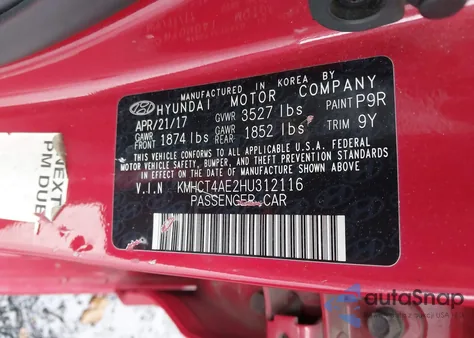 MANUFACTURED IN KOREA BY
HYUNDAI MOTOR COMPANY
APR/21/17 GVWR 3527 lbs PAINT P9R
GAWR FRONT 1874 lbs GAWR REAR 1852 lbs TRIM 9Y
THIS VEHICLE CONFORMS TO ALL APPLICABLE U.S.A. FEDERAL
MOTOR VEHICLE SAFETY, BUMPER, AND THEFT PREVENTION STANDARDS
IN EFFECT ON THE DATE OF MANUFACTURE SHOWN ABOVE.
V.I.N KMHCT4AE2HU312116
PASSENGER CAR
NEXT
PM DUE
autoSnap